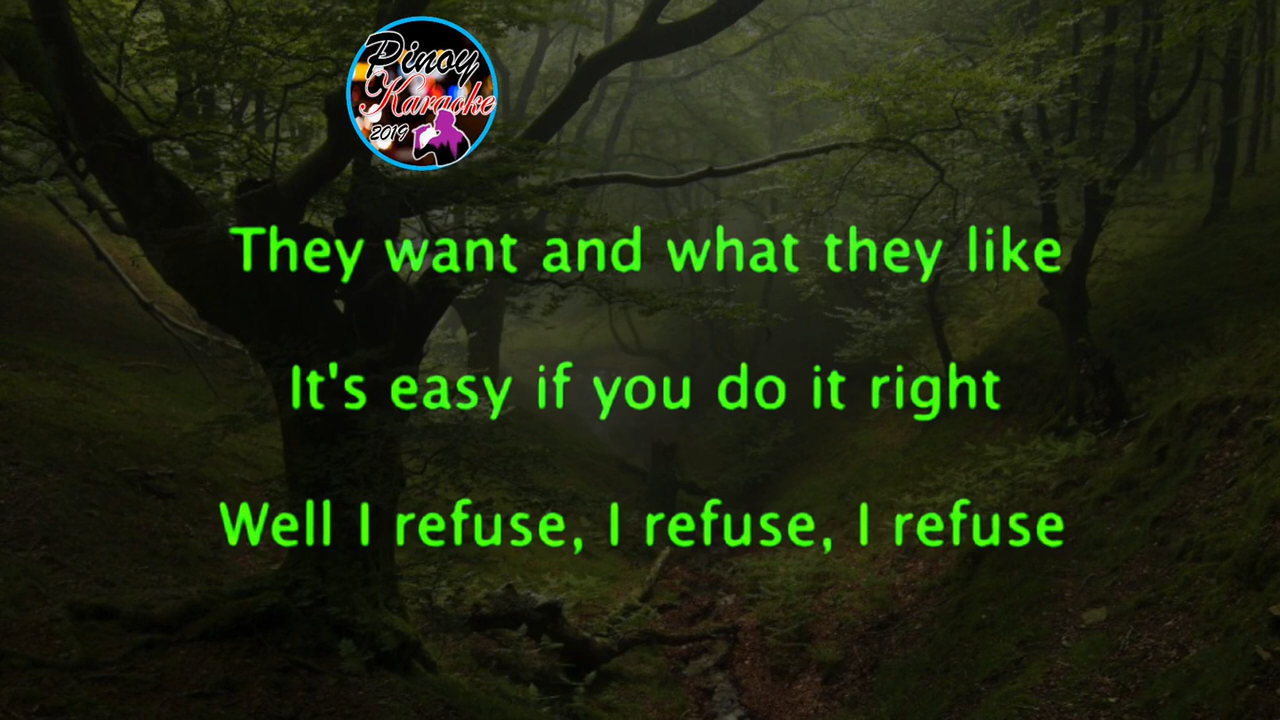 Pinoy
Karaoke
2019
They want and what they like
It's easy if you do it right
Well I refuse, I refuse, I refuse